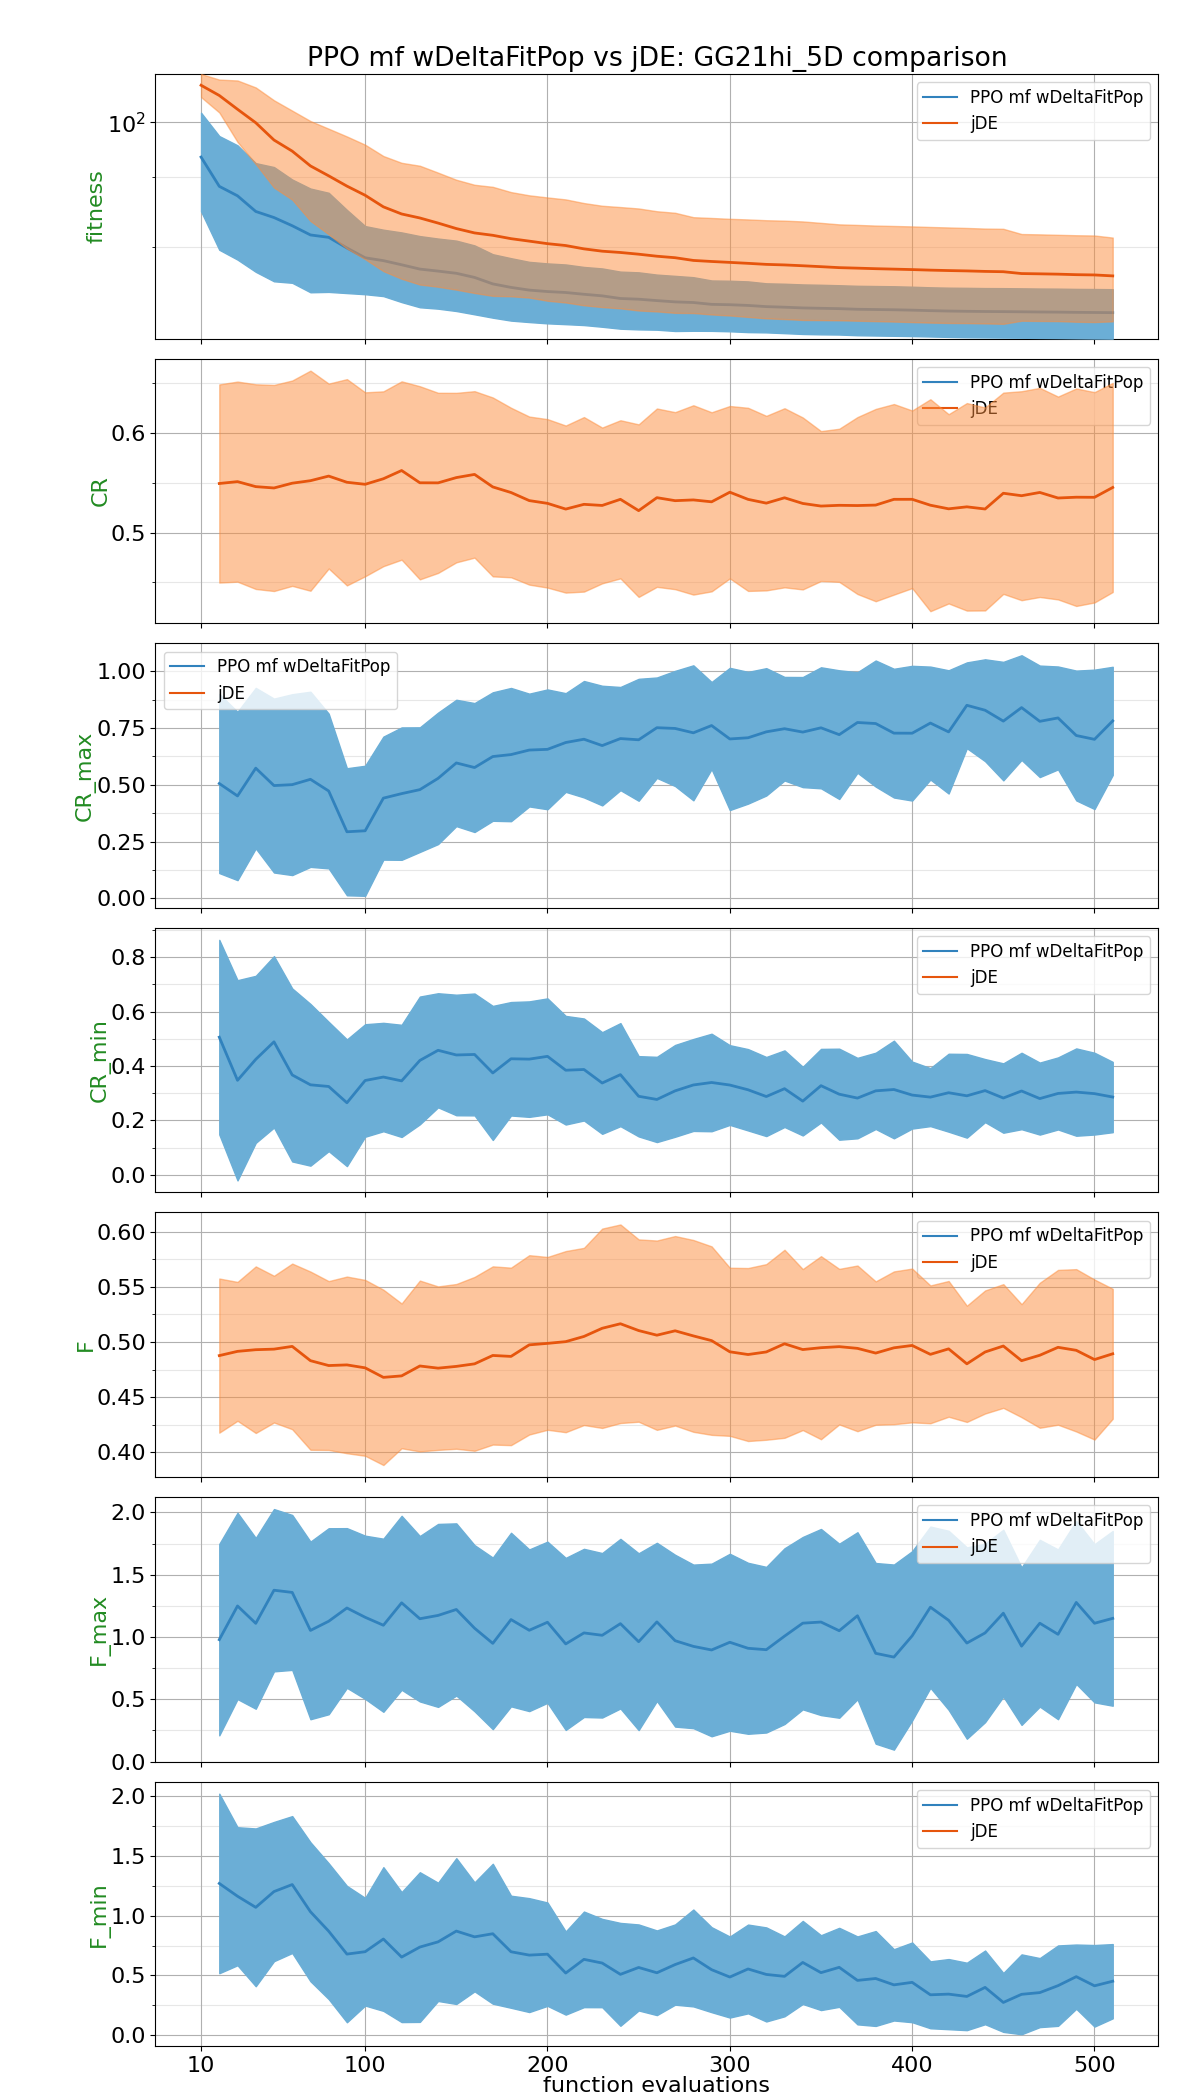 PPO mf wDeltaFitPop vs jDE: GG21hi_5D comparison
10²
fitness
PPO mf wDeltaFitPop
jDE
0.6
0.5
CR
PPO mf wDeltaFitPop
jDE
1.00
0.75
0.50
0.25
0.00
CR_max
PPO mf wDeltaFitPop
jDE
0.8
0.6
0.4
0.2
0.0
CR_min
PPO mf wDeltaFitPop
jDE
0.60
0.55
0.50
0.45
0.40
F
PPO mf wDeltaFitPop
jDE
2.0
1.5
1.0
0.5
0.0
F_max
PPO mf wDeltaFitPop
jDE
2.0
1.5
1.0
0.5
0.0
F_min
PPO mf wDeltaFitPop
jDE
10 100 200 300 400 500
function evaluations